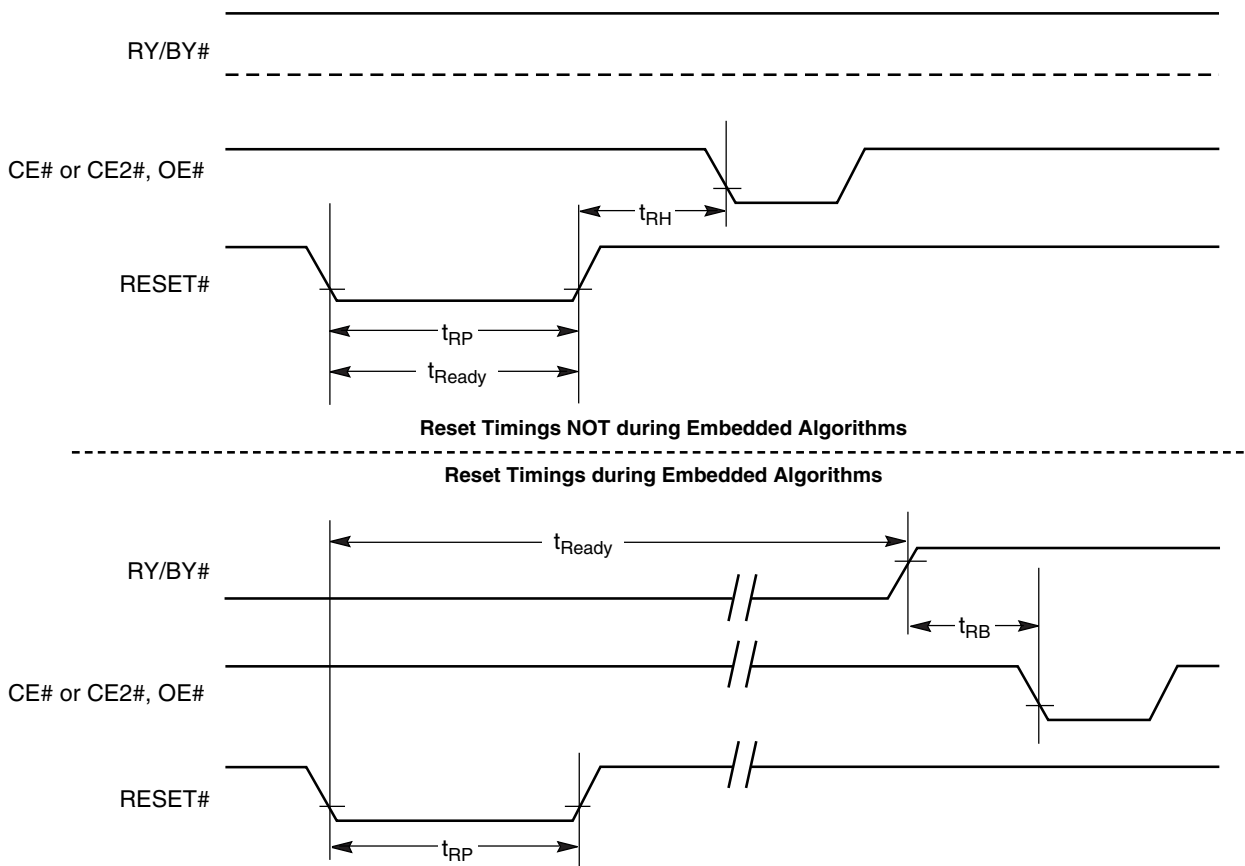 RY/BY#
CE# or CE2#, OE#
tRH
RESET#
tRP
tReady
Reset Timings NOT during Embedded Algorithms
Reset Timings during Embedded Algorithms
tReady
RY/BY#
tRB
CE# or CE2#, OE#
RESET#
tRP